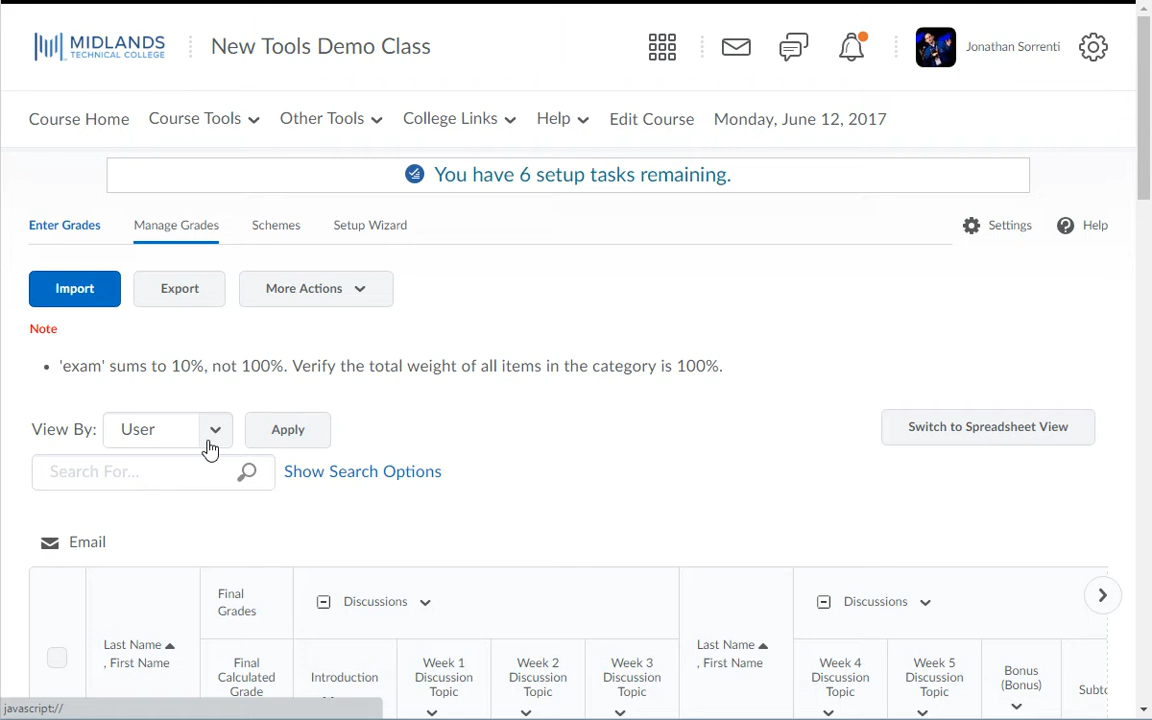 MIDLANDS
TECHNICAL COLLEGE
New Tools Demo Class
Jonathan Sorrenti
Course Home Course Tools Other Tools College Links Help Edit Course Monday, June 12, 2017
You have 6 setup tasks remaining.
Enter Grades Manage Grades Schemes Setup Wizard Settings Help
Import Export More Actions
Note
• 'exam' sums to 10%, not 100%. Verify the total weight of all items in the category is 100%.
View By: User Apply Switch to Spreadsheet View
Search For... Show Search Options
Email
Final
Grades
Discussions
Discussions
Last Name
, First Name
Final
Calculated
Grade
Introduction
Week 1
Discussion
Topic
Week 2
Discussion
Topic
Week 3
Discussion
Topic
Last Name
, First Name
Week 4
Discussion
Topic
Week 5
Discussion
Topic
Bonus
(Bonus)
javascript://